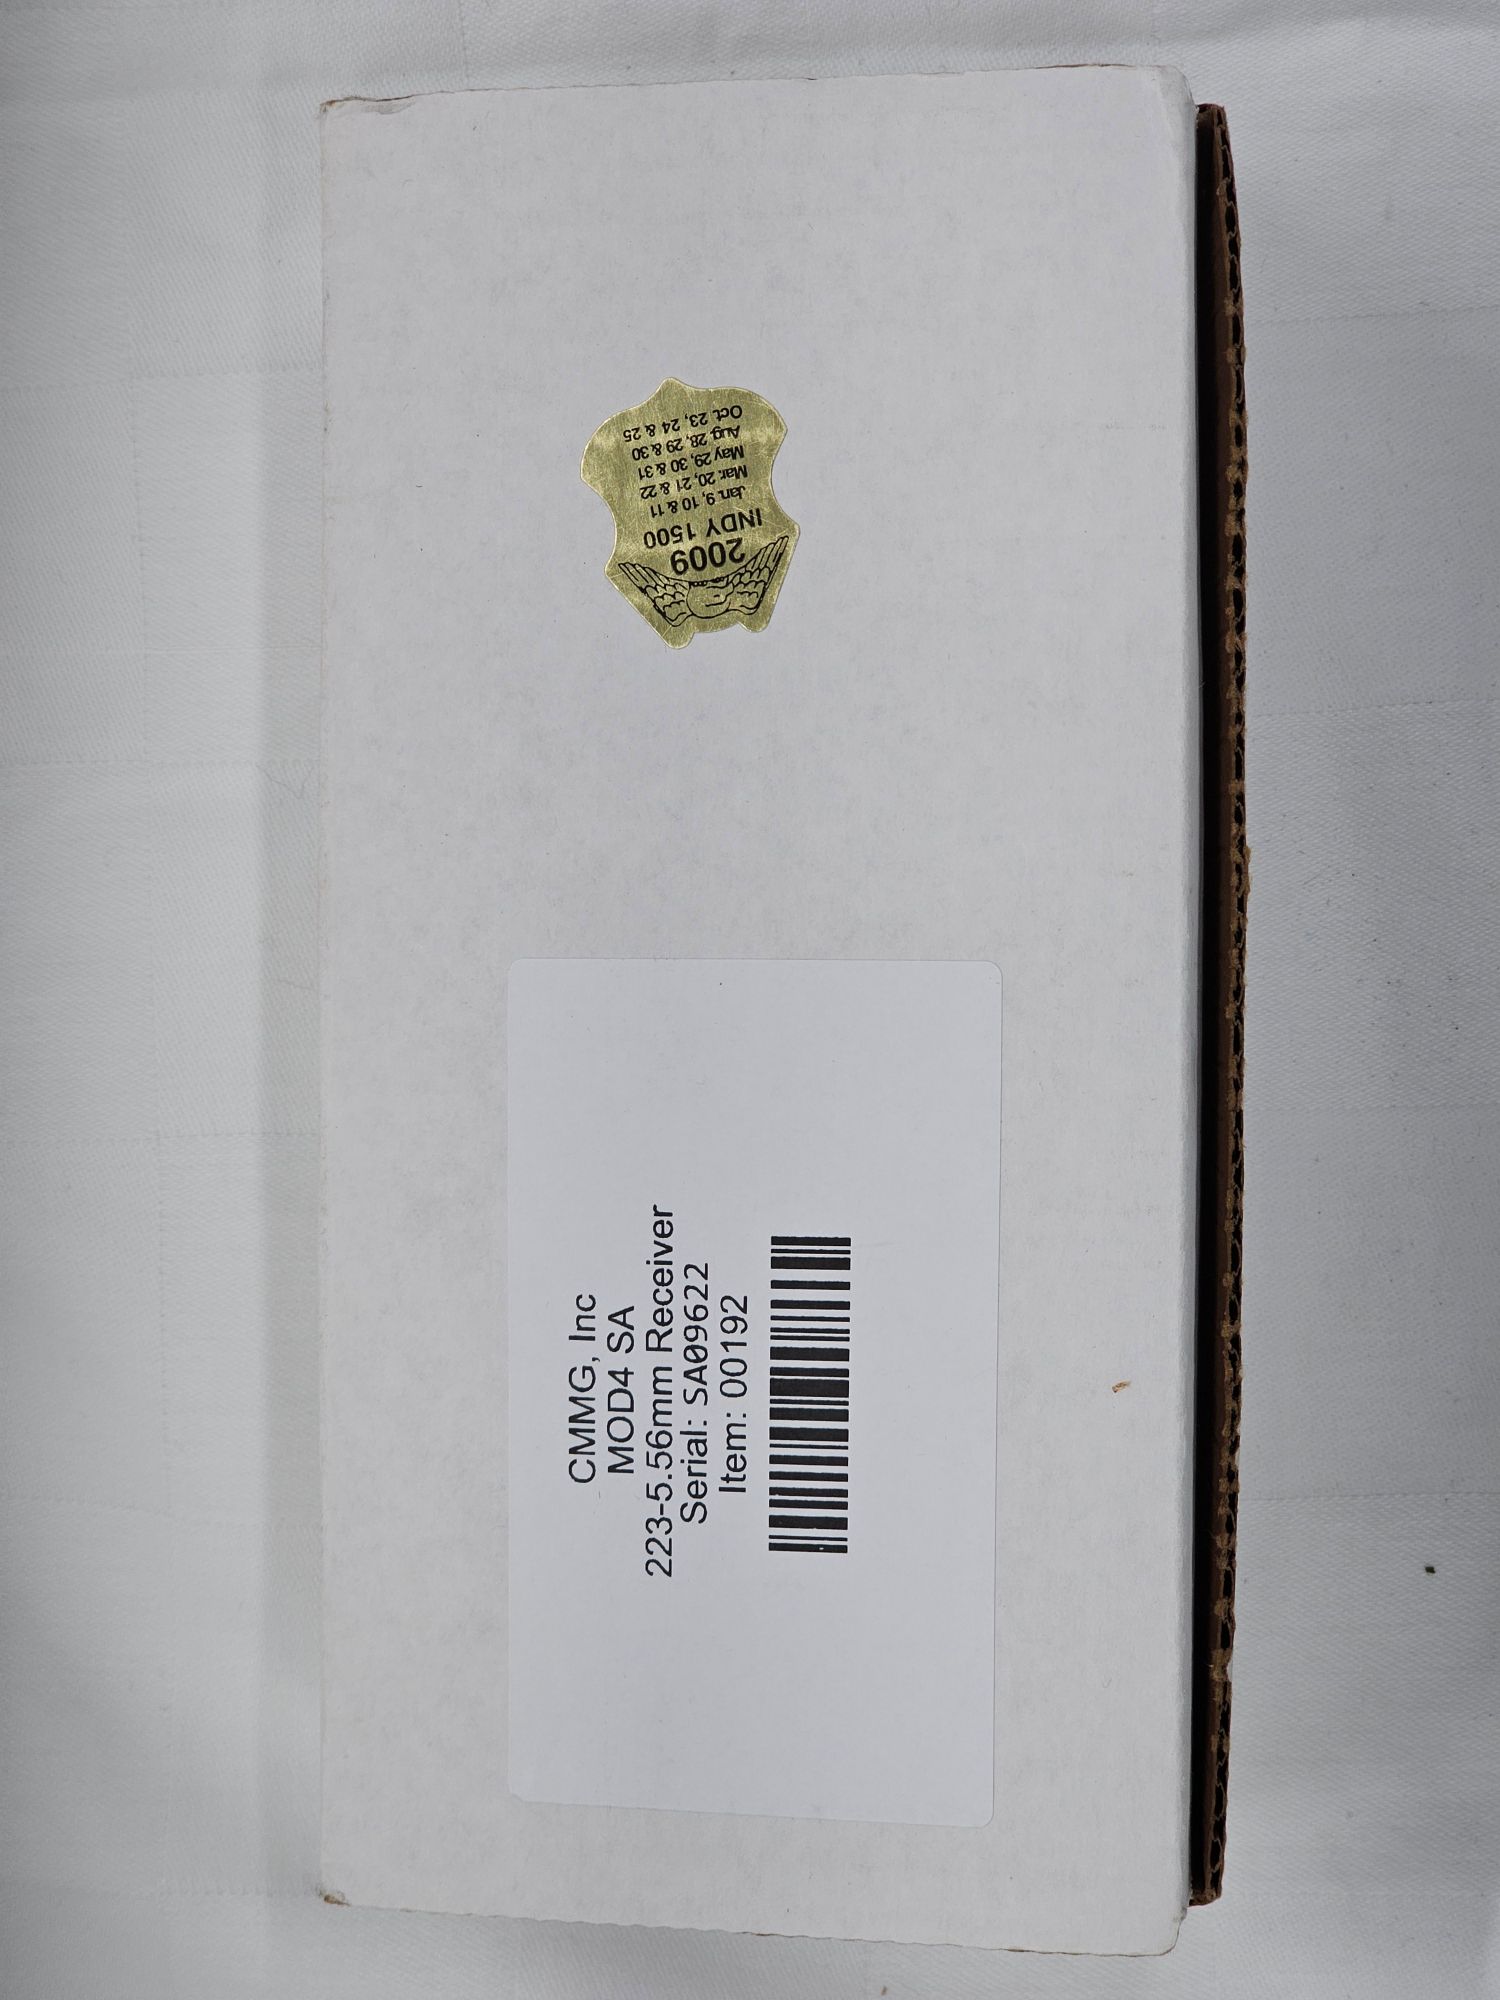 CMMG, Inc
MOD4 SA
223-5.56mm Receiver
Serial: SA09622
Item: 00192
2009
INDY 1500
Jan. 9, 10 & 11
Mar. 20, 21 & 22
May 29, 30 & 31
Aug. 28, 29 & 30
Oct. 23, 24 & 25